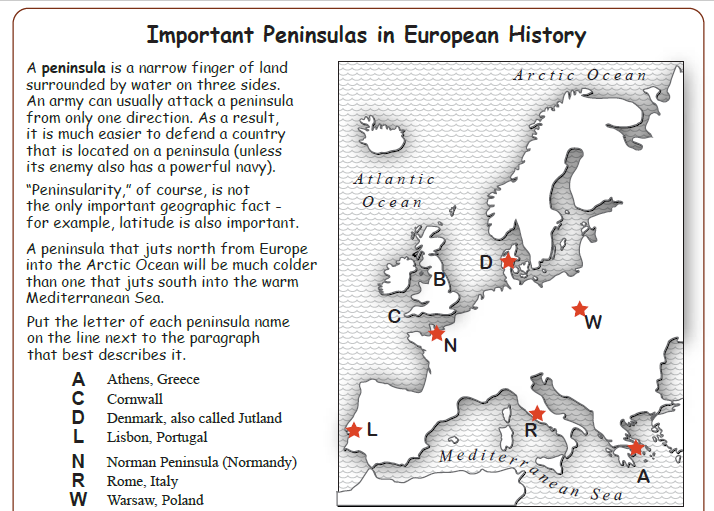 Important Peninsulas in European History
A peninsula is a narrow finger of land
surrounded by water on three sides.
An army can usually attack a peninsula
from only one direction. As a result,
it is much easier to defend a country
that is located on a peninsula (unless
its enemy also has a powerful navy).
“Peninsularity,” of course, is not
the only important geographic fact -
for example, latitude is also important.
A peninsula that juts north from Europe
into the Arctic Ocean will be much colder
than one that juts south into the warm
Mediterranean Sea.
Put the letter of each peninsula name
on the line next to the paragraph
that best describes it.
A Athens, Greece
C Cornwall
D Denmark, also called Jutland
L Lisbon, Portugal
N Norman Peninsula (Normandy)
R Rome, Italy
W Warsaw, Poland
Arctic Ocean
Atlantic
Ocean
D
B
C
W
N
L
R
Mediterranean Sea
A